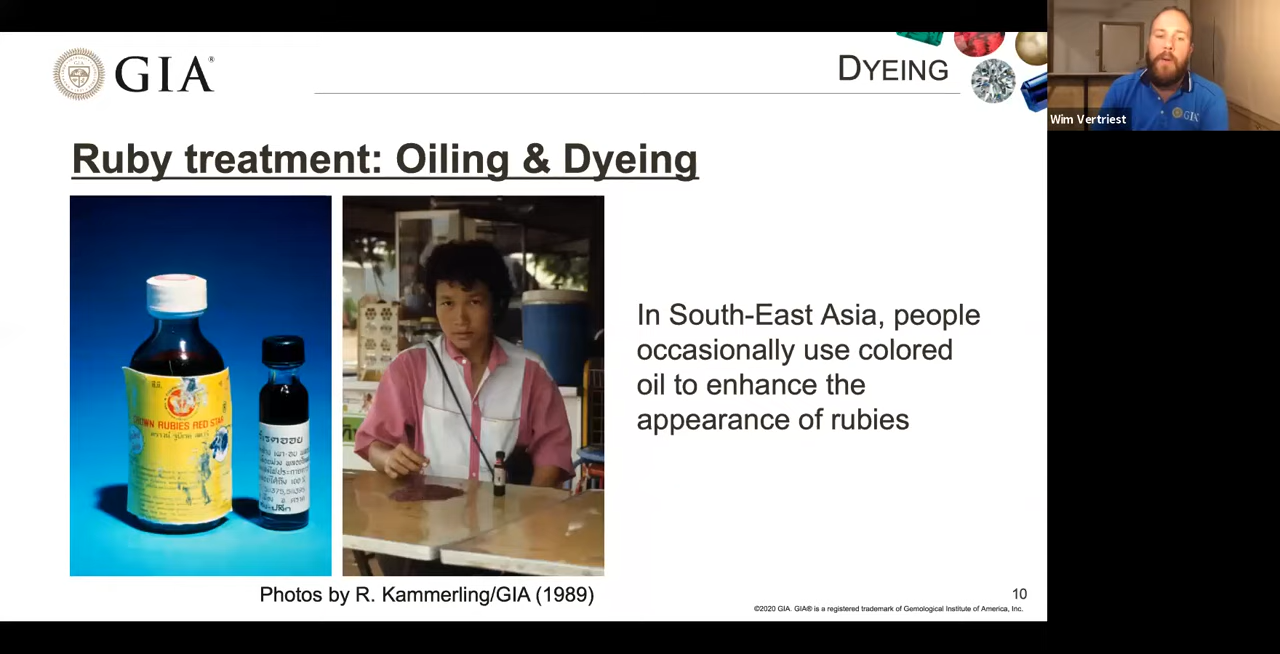 GIA®
DYEING
Wim Vertriest
GIA
Ruby treatment: Oiling & Dyeing
CROWN RUBIES RED STAR
In South-East Asia, people
occasionally use colored
oil to enhance the
appearance of rubies
Photos by R. Kammerling/GIA (1989)
10
©2020 GIA. GIA® is a registered trademark of Gemological Institute of America, Inc.